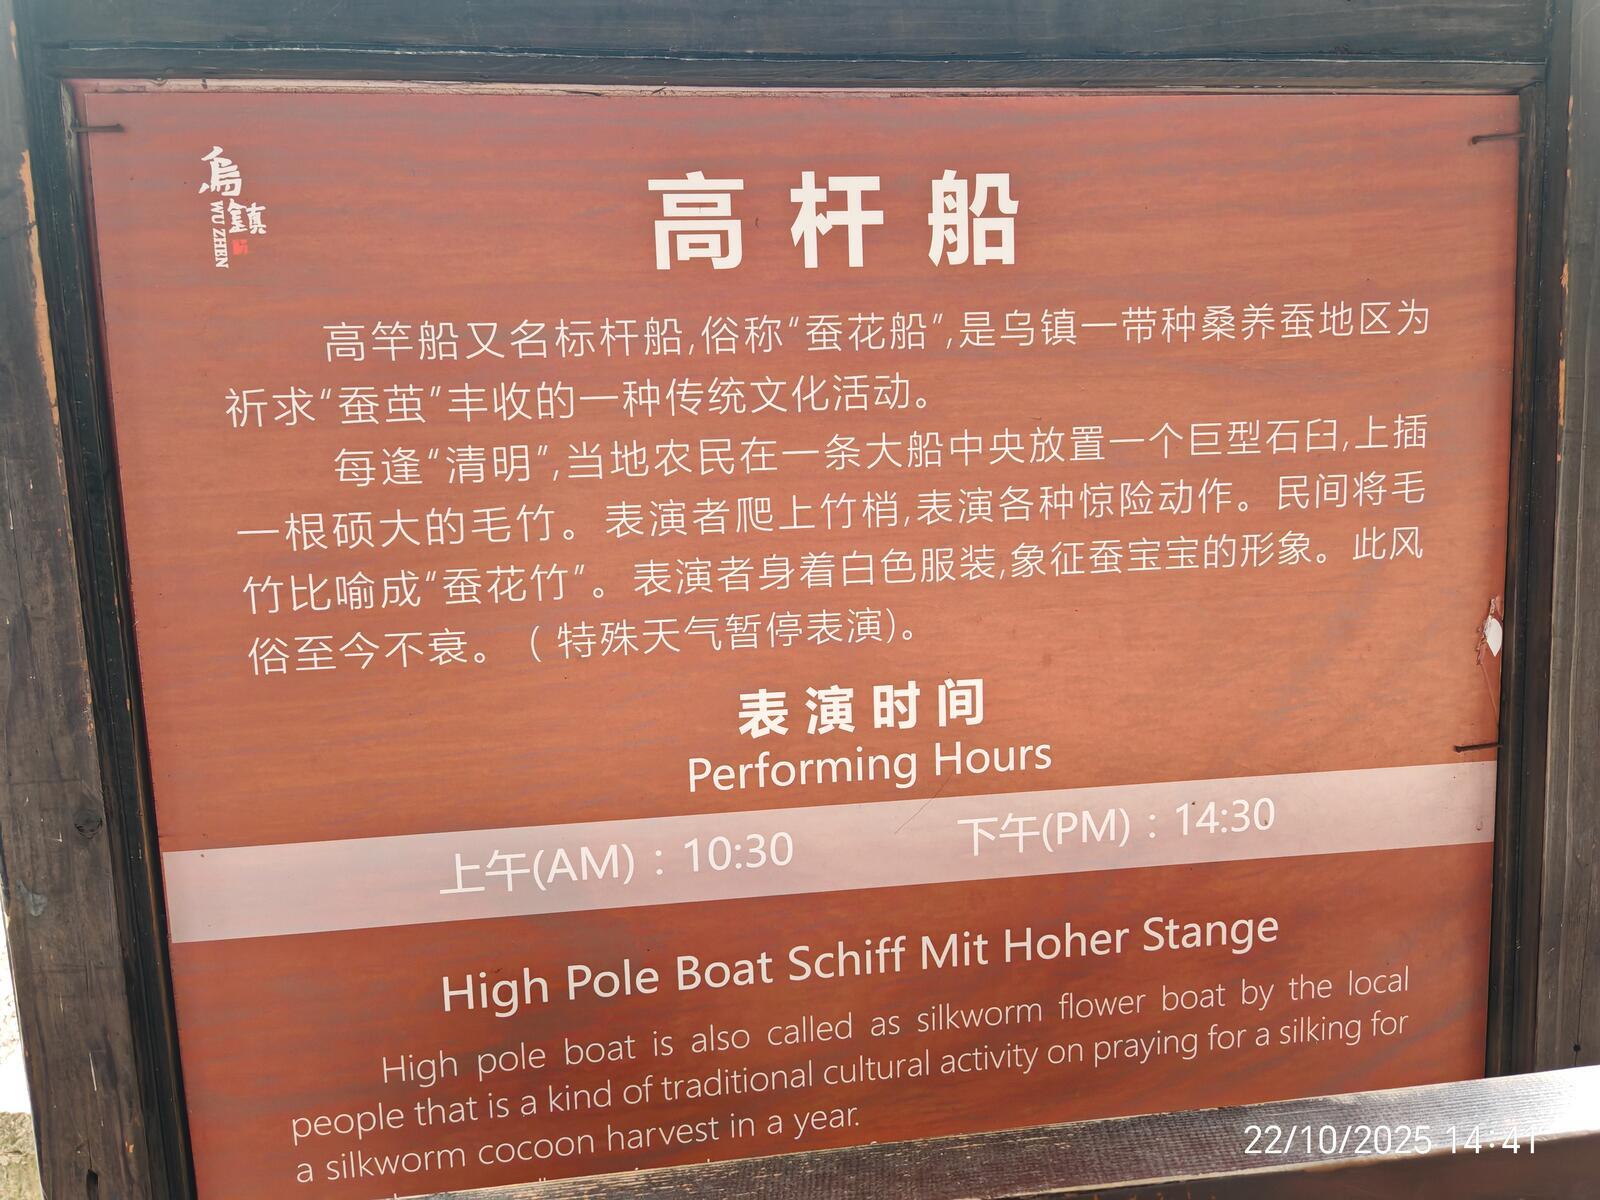 烏鎮
WU ZHEN
高杆船
高竿船又名标杆船,俗称“蚕花船”,是乌镇一带种桑养蚕地区为
祈求“蚕茧”丰收的一种传统文化活动。
每逢“清明”,当地农民在一条大船中央放置一个巨型石臼,上插
一根硕大的毛竹。表演者爬上竹梢,表演各种惊险动作。民间将毛
竹比喻成“蚕花竹”。表演者身着白色服装,象征蚕宝宝的形象。此风
俗至今不衰。（特殊天气暂停表演)。
表演时间
Performing Hours
上午(AM)：10:30 下午(PM)：14:30
High Pole Boat Schiff Mit Hoher Stange
High pole boat is also called as silkworm flower boat by the local
people that is a kind of traditional cultural activity on praying for a silking for
a silkworm cocoon harvest in a year.
22/10/2025 14:41